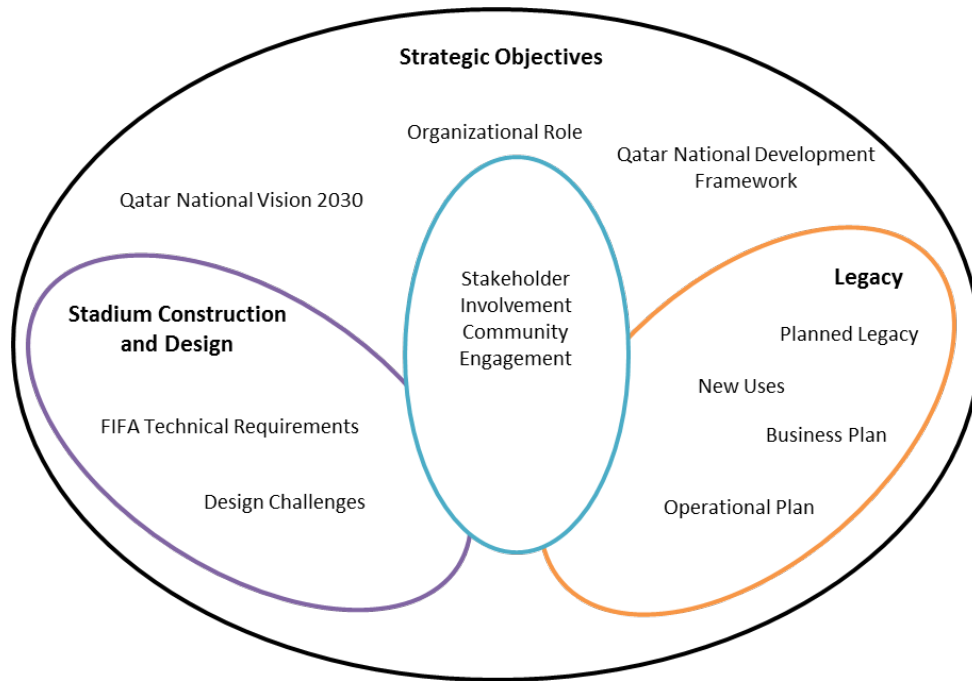 Strategic Objectives
Organizational Role
Qatar National Development
Framework
Qatar National Vision 2030
Stadium Construction
and Design
FIFA Technical Requirements
Design Challenges
Stakeholder
Involvement
Community
Engagement
Legacy
Planned Legacy
New Uses
Business Plan
Operational Plan